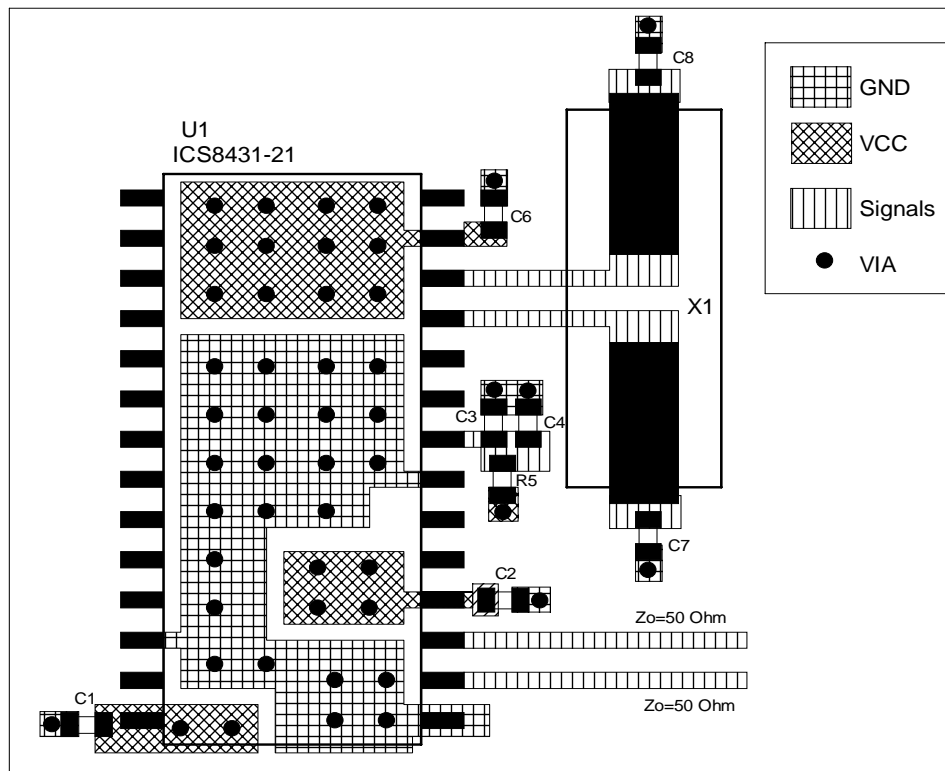 C8
GND
U1
ICS8431-21
VCC
C6
Signals
VIA
X1
C3
C4
R5
C7
C2
Zo=50 Ohm
C1
Zo=50 Ohm